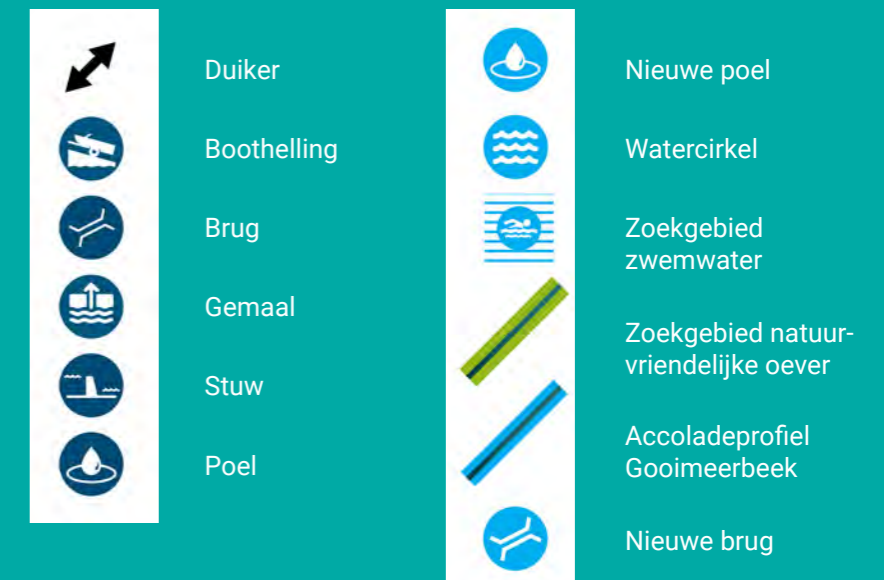 Duiker
Boothelling
Brug
Gemaal
Stuw
Poel
Nieuwe poel
Watercirkel
Zoekgebied
zwemwater
Zoekgebied natuur-
vriendelijke oever
Accoladeprofiel
Gooimeerbeek
Nieuwe brug